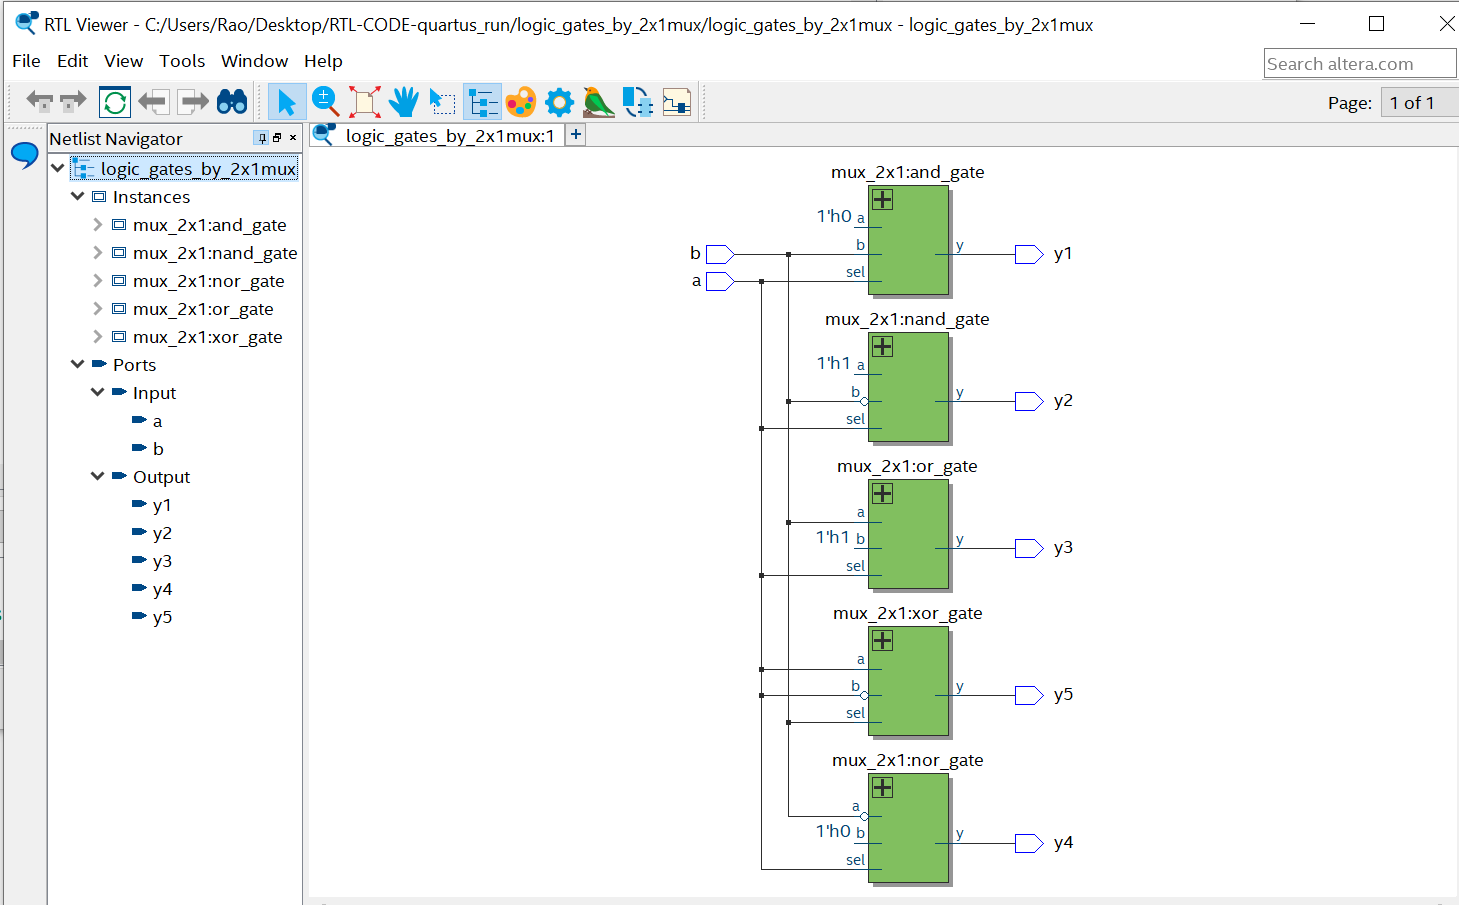 RTL Viewer - C:/Users/Rao/Desktop/RTL-CODE-quartus_run/logic_gates_by_2x1mux/logic_gates_by_2x1mux - logic_gates_by_2x1mux
File Edit View Tools Window Help
Search altera.com
Page: 1 of 1
Netlist Navigator
logic_gates_by_2x1mux
Instances
mux_2x1:and_gate
mux_2x1:nand_gate
mux_2x1:nor_gate
mux_2x1:or_gate
mux_2x1:xor_gate
Ports
Input
a
b
Output
y1
y2
y3
y4
y5
logic_gates_by_2x1mux:1
b
a
mux_2x1:and_gate
1'h0 a
b
sel
y
y1
mux_2x1:nand_gate
1'h1 a
b
sel
y
y2
mux_2x1:or_gate
a
1'h1 b
sel
y
y3
mux_2x1:xor_gate
a
b
sel
y
y5
mux_2x1:nor_gate
a
1'h0 b
sel
y
y4